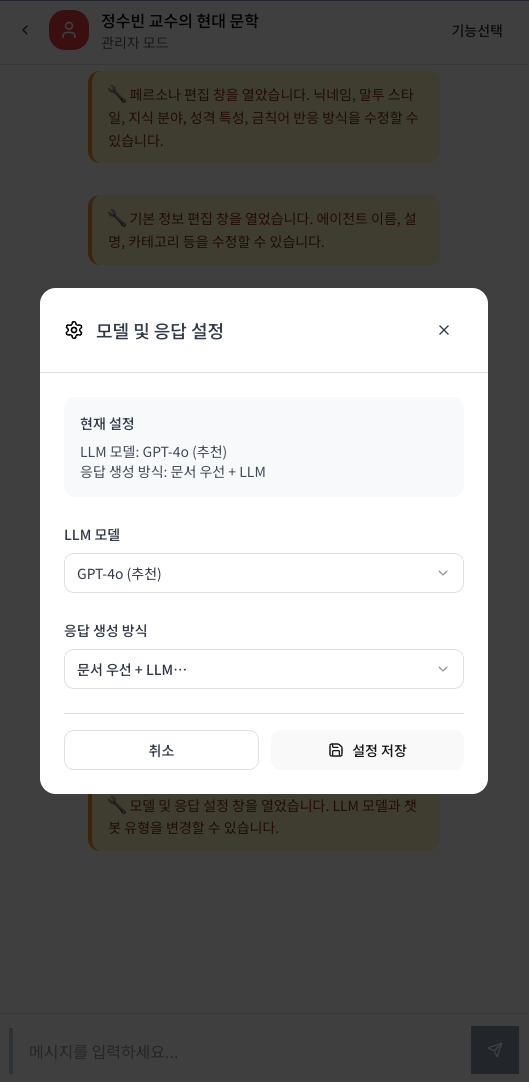 정수빈 교수의 현대 문학
관리자 모드
기능선택
🔧 페르소나 편집 창을 열었습니다. 닉네임, 말투 스타
일, 지식 분야, 성격 특성, 금칙어 반응 방식을 수정할 수
있습니다.
🔧 기본 정보 편집 창을 열었습니다. 에이전트 이름, 설
명, 카테고리 등을 수정할 수 있습니다.
모델 및 응답 설정
현재 설정
LLM 모델: GPT-4o (추천)
응답 생성 방식: 문서 우선 + LLM
LLM 모델
GPT-4o (추천)
응답 생성 방식
문서 우선 + LLM…
취소
설정 저장
🔧 모델 및 응답 설정 창을 열었습니다. LLM 모델과 챗
봇 유형을 변경할 수 있습니다.
메시지를 입력하세요...